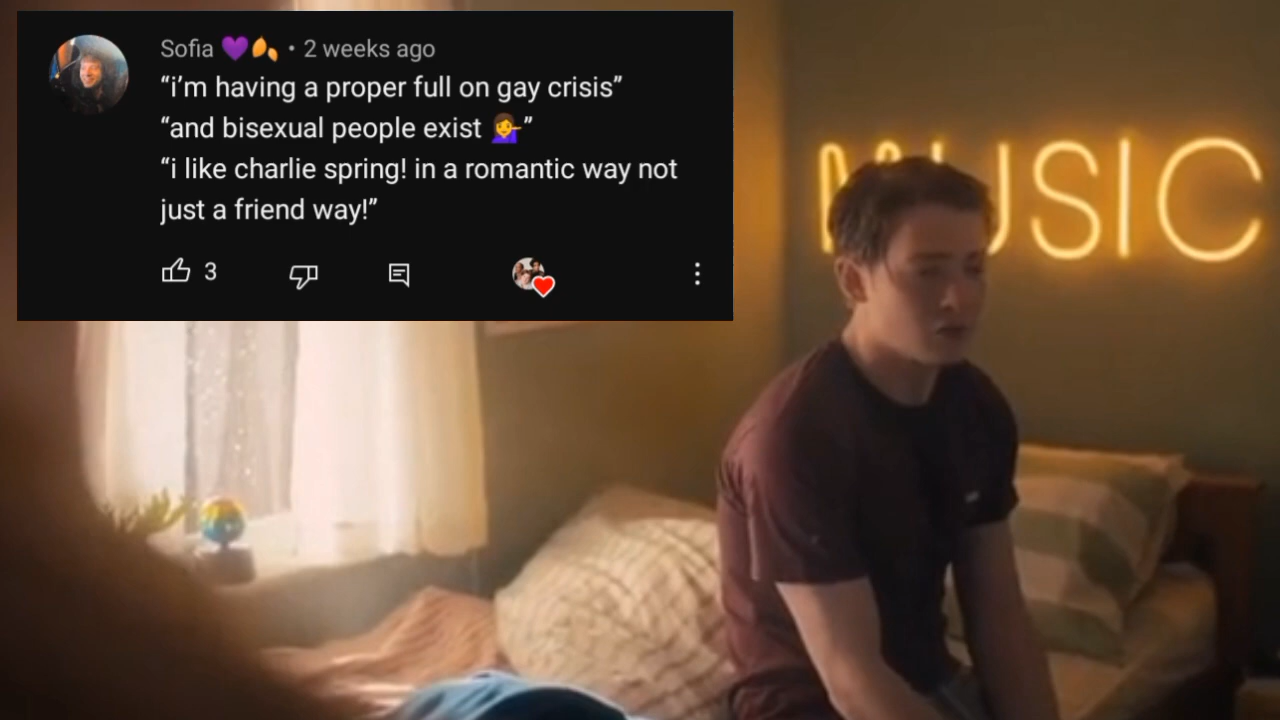 Sofia 💜🍂 • 2 weeks ago
“i’m having a proper full on gay crisis”
“and bisexual people exist 💁‍♀️”
“i like charlie spring! in a romantic way not
just a friend way!”
3
MUSIC